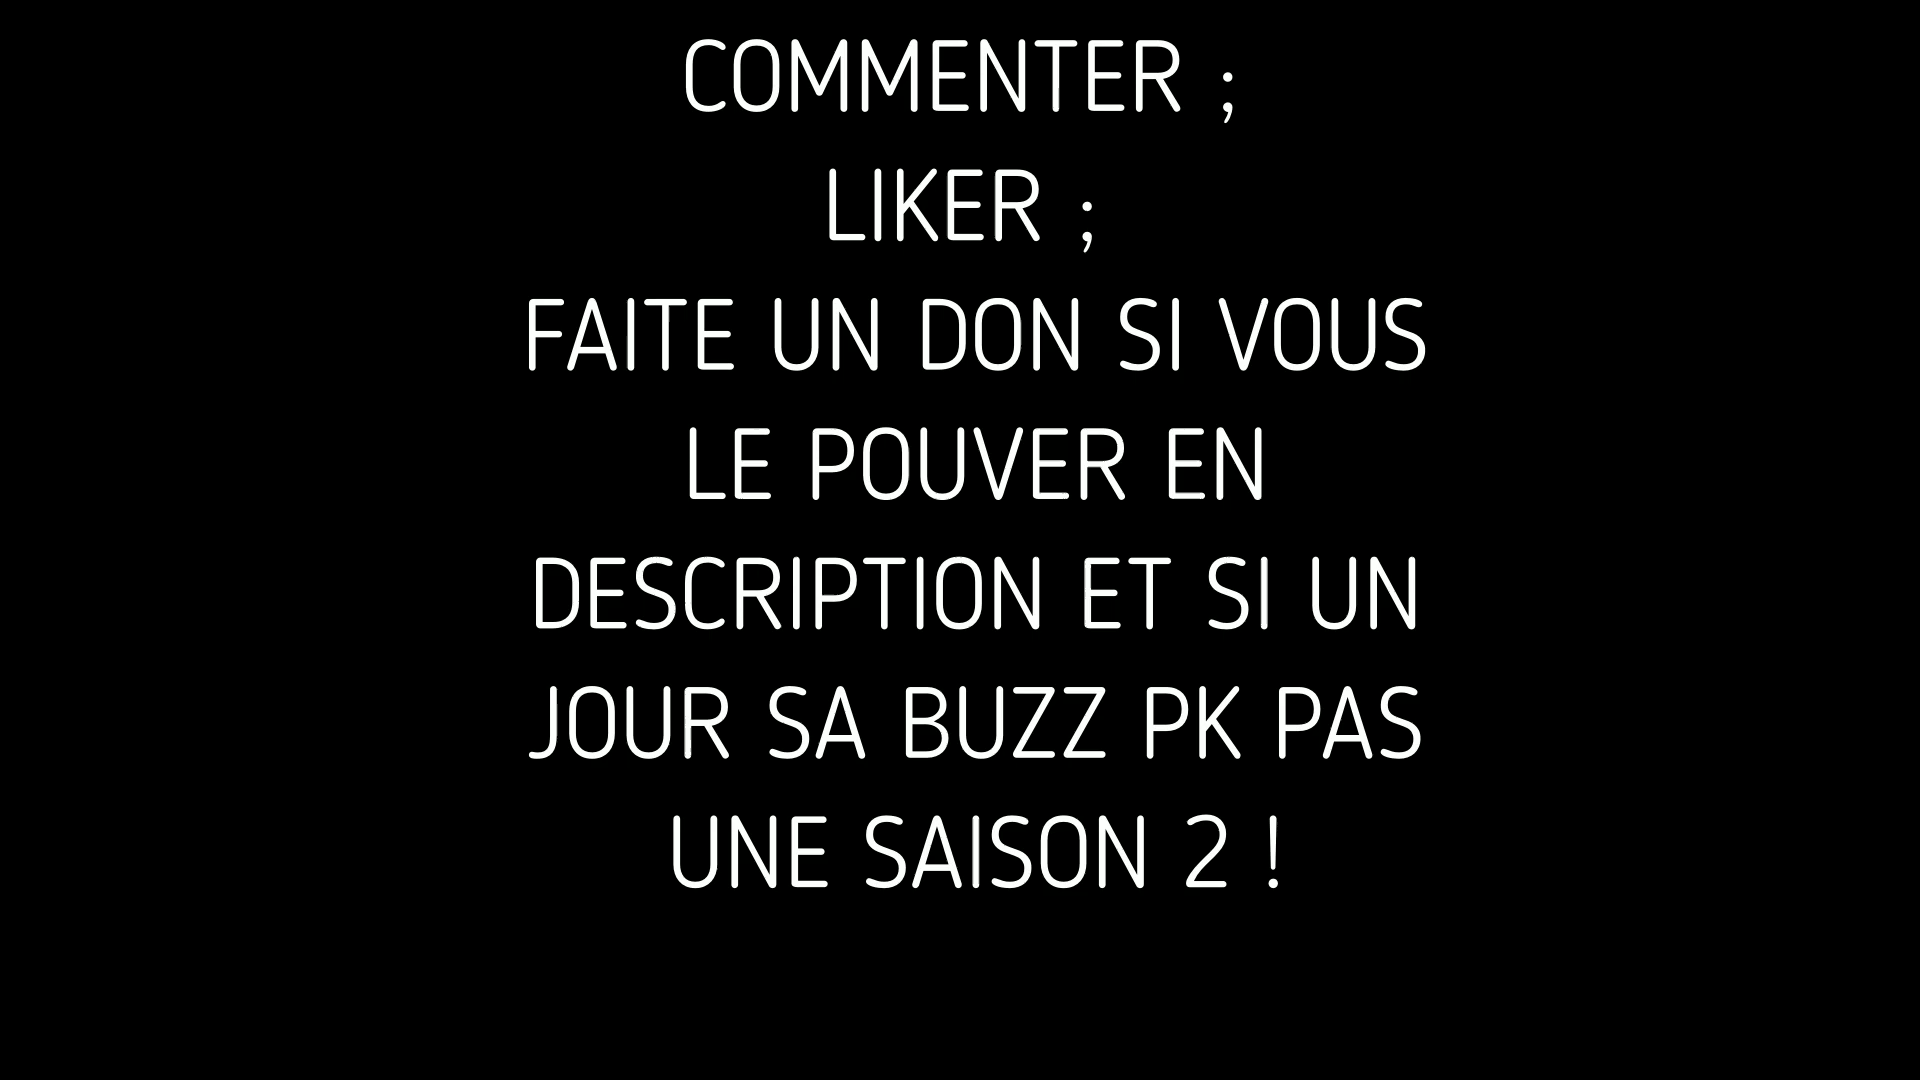 COMMENTER ;
LIKER ;
FAITE UN DON SI VOUS
LE POUVER EN
DESCRIPTION ET SI UN
JOUR SA BUZZ PK PAS
UNE SAISON 2 !